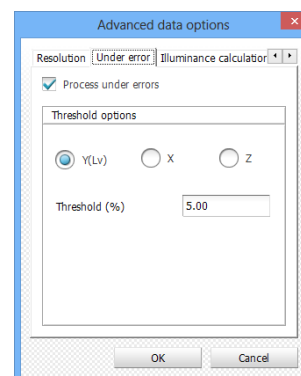 Advanced data options
Resolution Under error Illuminance calculation
Process under errors
Threshold options
Y(Lv) X Z
Threshold (%) 5.00
OK Cancel